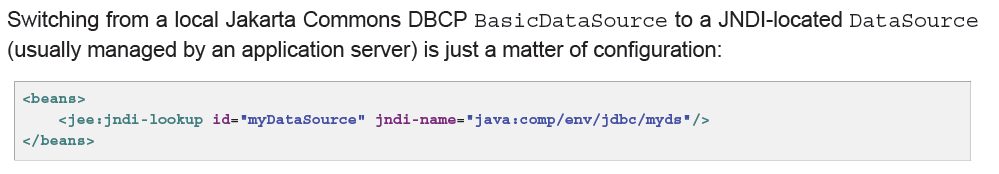 Switching from a local Jakarta Commons DBCP BasicDataSource to a JNDI-located DataSource
(usually managed by an application server) is just a matter of configuration:
<beans>
    <jee:jndi-lookup id="myDataSource" jndi-name="java:comp/env/jdbc/myds"/>
</beans>